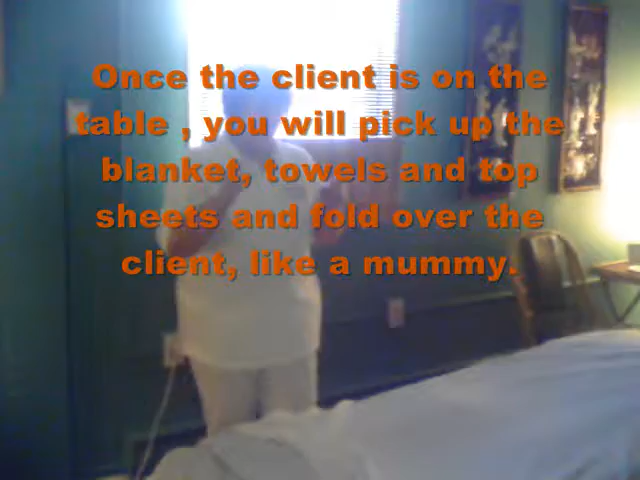 Once the client is on the
table , you will pick up the
blanket, towels and top
sheets and fold over the
client, like a mummy.